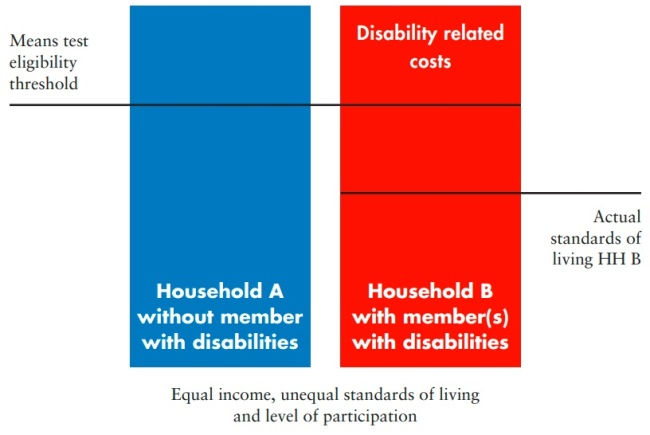 Means test
eligibility
threshold
Disability related
costs
Actual
standards of
living HH B
Household A
without member
with disabilities
Household B
with member(s)
with disabilities
Equal income, unequal standards of living
and level of participation